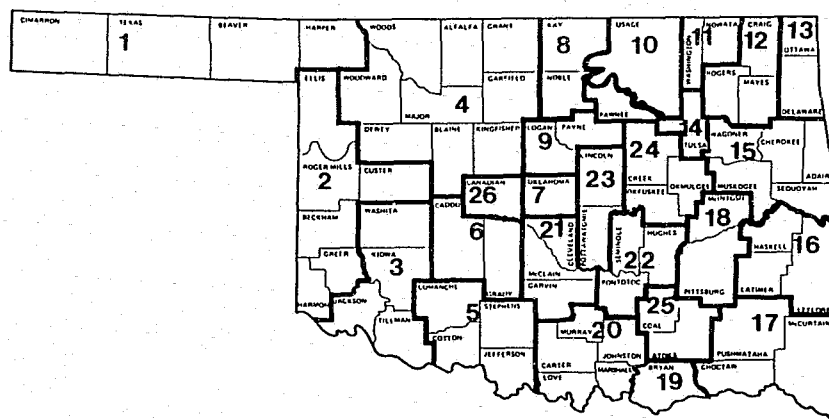 CIMARRON TEXAS BEAVER HARPER WOODS ALFALFA GRANT KAY OSAGE NOWATA CRAIG 13
1 8 10 11 12 OTTAWA
WASHINGTON
ELLIS WOODWARD GARFIELD NOBLE ROGERS MAYES
4
MAJOR PAWNEE DELAWARE
14
DEWEY BLAINE KINGFISHER LOGAN PAYNE TULSA WAGONER CHEROKEE
9 24 15
LINCOLN
ROGER MILLS CUSTER CANADIAN OKLAHOMA CREEK ADAIR
2 26 7 23 OKFUSKEE OKMULGEE MUSKOGEE SEQUOYAH
CADDO McINTOSH
BECKHAM WASHITA 6 21 CLEVELAND POTTAWATOMIE SEMINOLE HUGHES 18 16
HASKELL
GREER KIOWA McCLAIN 22
3 GARVIN PONTOTOC PITTSBURG LATIMER
HARMON JACKSON COMANCHE GRADY 25 LEFLORE
5 STEPHENS COAL McCURTAIN
TILLMAN MURRAY 20 17
COTTON
JEFFERSON CARTER JOHNSTON ATOKA PUSHMATAHA
LOVE MARSHALL BRYAN CHOCTAW
19